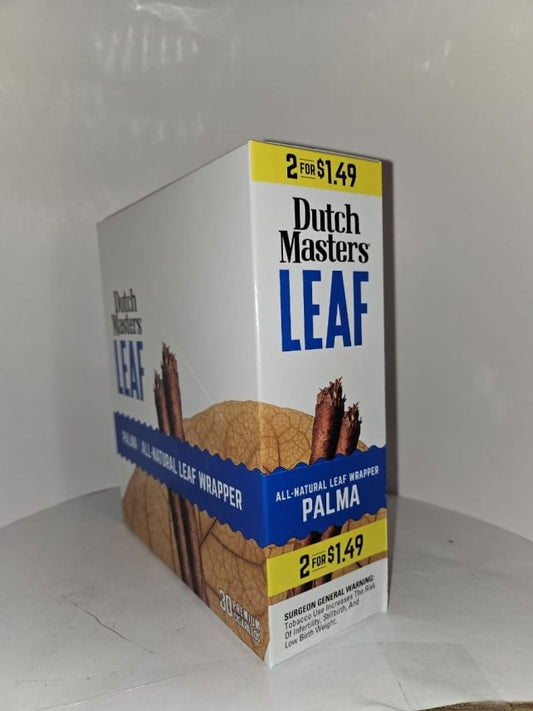 2 FOR $1.49
Dutch
Masters
LEAF
ALL-NATURAL LEAF WRAPPER
PALMA
2 FOR $1.49
SURGEON GENERAL WARNING:
Tobacco Use Increases The Risk
Of Infertility, Stillbirth, And
Low Birth Weight.
Dutch
Masters
LEAF
PALMA ALL-NATURAL LEAF WRAPPER
30 PREMIUM